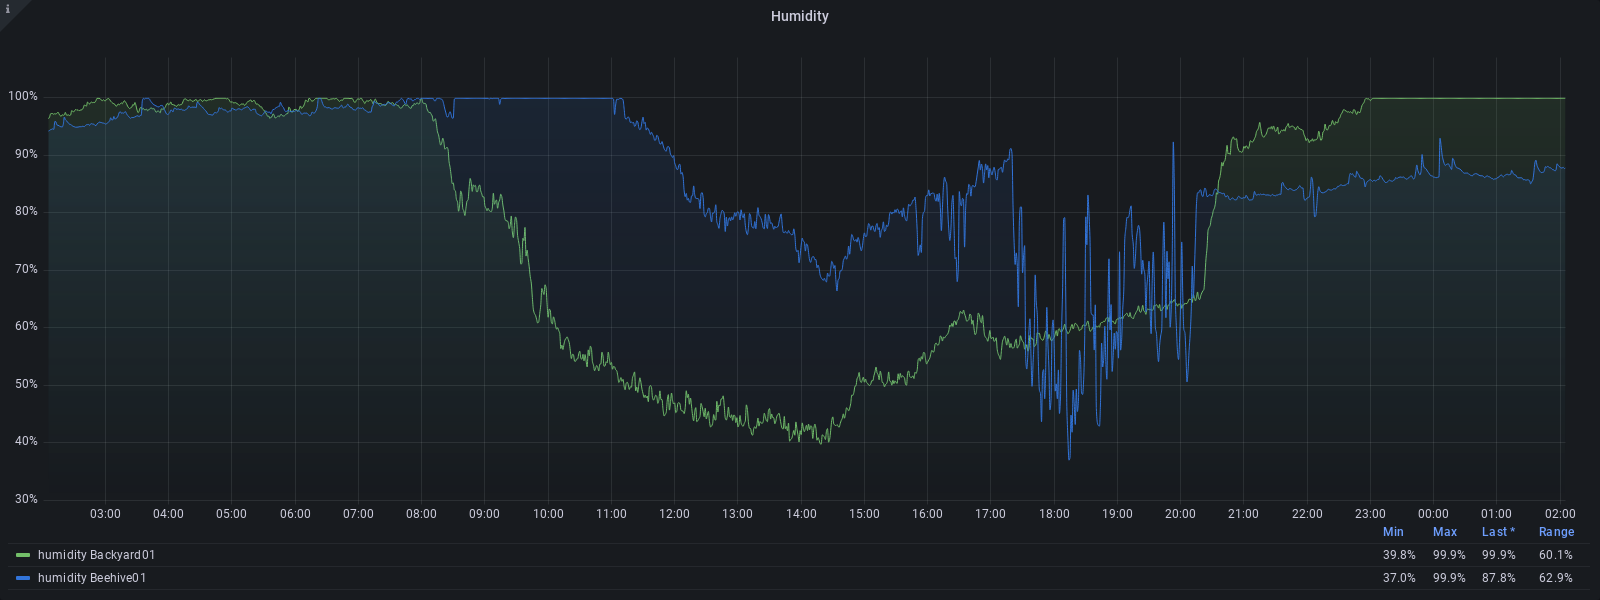 i
Humidity
100%
90%
80%
70%
60%
50%
40%
30%
03:00 04:00 05:00 06:00 07:00 08:00 09:00 10:00 11:00 12:00 13:00 14:00 15:00 16:00 17:00 18:00 19:00 20:00 21:00 22:00 23:00 00:00 01:00 02:00
Min Max Last * Range
humidity Backyard01 39.8% 99.9% 99.9% 60.1%
humidity Beehive01 37.0% 99.9% 87.8% 62.9%